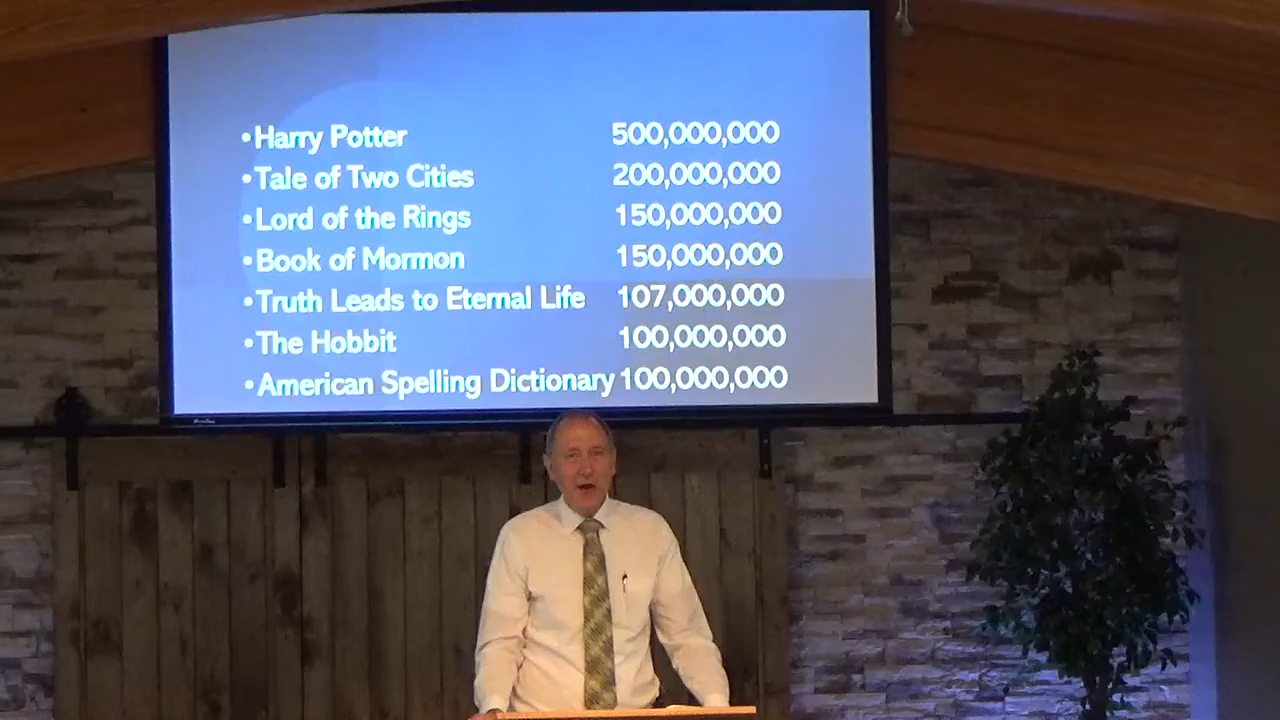 •Harry Potter 500,000,000
•Tale of Two Cities 200,000,000
•Lord of the Rings 150,000,000
•Book of Mormon 150,000,000
•Truth Leads to Eternal Life 107,000,000
•The Hobbit 100,000,000
•American Spelling Dictionary 100,000,000